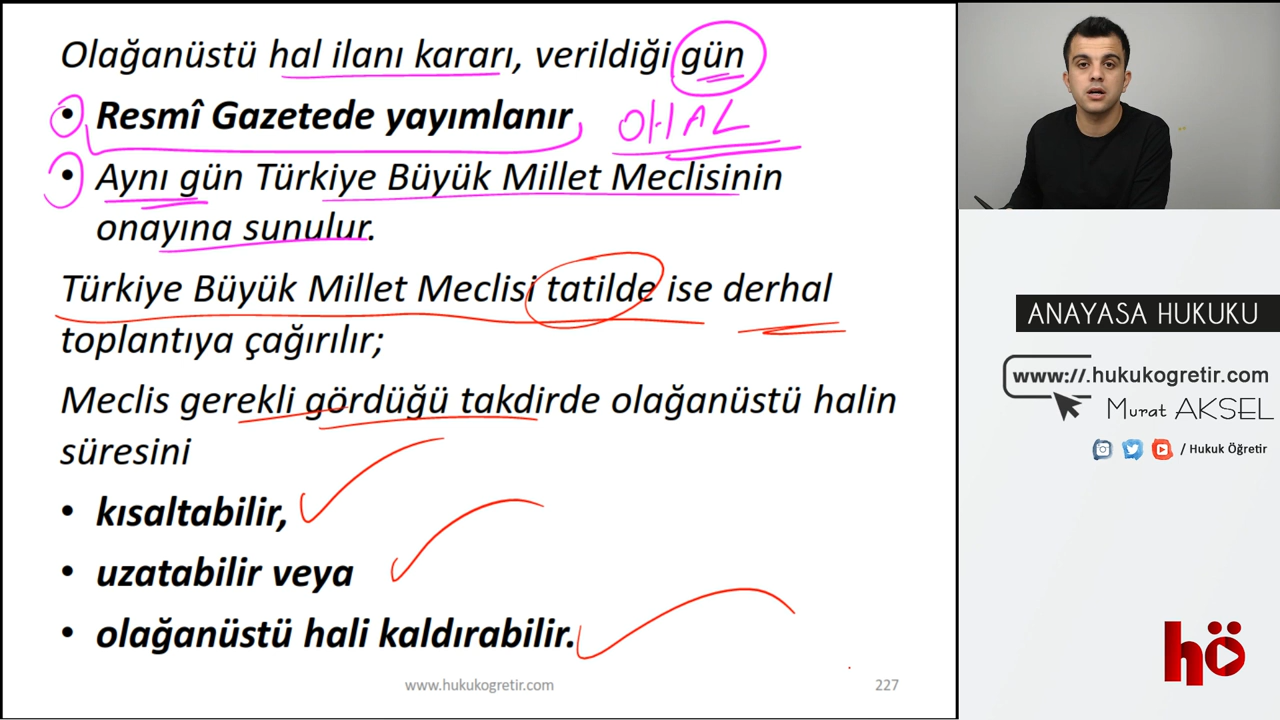 Olağanüstü hal ilanı kararı, verildiği gün
• Resmî Gazetede yayımlanır
OHAL
• Aynı gün Türkiye Büyük Millet Meclisinin
onayına sunulur.
Türkiye Büyük Millet Meclisi tatilde ise derhal
toplantıya çağırılır;
Meclis gerekli gördüğü takdirde olağanüstü halin
süresini
• kısaltabilir,
• uzatabilir veya
• olağanüstü hali kaldırabilir.
www.hukukogretir.com
227
ANAYASA HUKUKU
www://.hukukogretir.com
Murat AKSEL
/ Hukuk Öğretir
hö